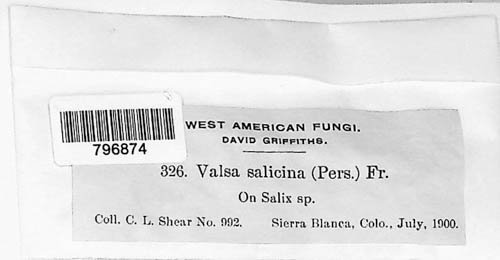 WEST AMERICAN FUNGI.
DAVID GRIFFITHS.
796874
326. Valsa salicina (Pers.) Fr.
On Salix sp.
Coll. C. L. Shear No. 992. Sierra Blanca, Colo., July, 1900.